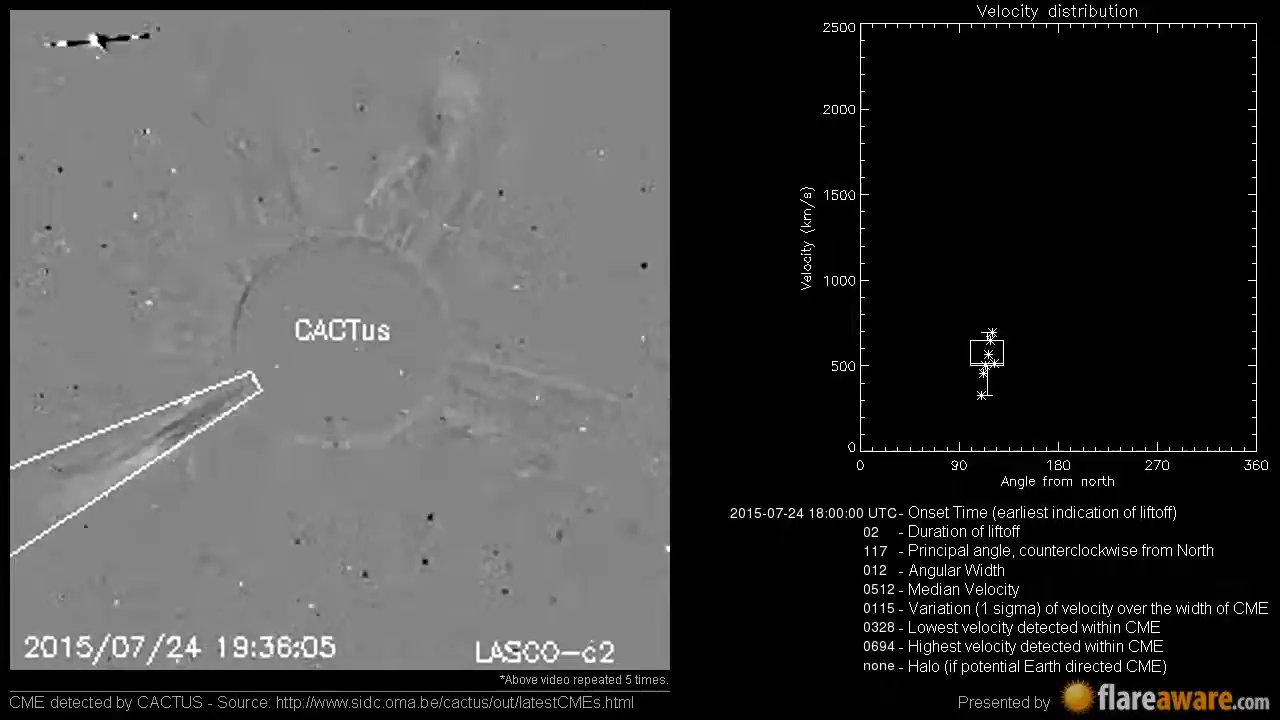 CACTus
2015/07/24 19:36:05
LASCO-c2
*Above video repeated 5 times.
CME detected by CACTUS - Source: http://www.sidc.oma.be/cactus/out/latestCMEs.html
Velocity distribution
Velocity (km/s)
2500
2000
1500
1000
500
0
0 90 180 270 360
Angle from north
2015-07-24 18:00:00 UTC - Onset Time (earliest indication of liftoff)
02 - Duration of liftoff
117 - Principal angle, counterclockwise from North
012 - Angular Width
0512 - Median Velocity
0115 - Variation (1 sigma) of velocity over the width of CME
0328 - Lowest velocity detected within CME
0694 - Highest velocity detected within CME
none - Halo (if potential Earth directed CME)
Presented by flareaware.com